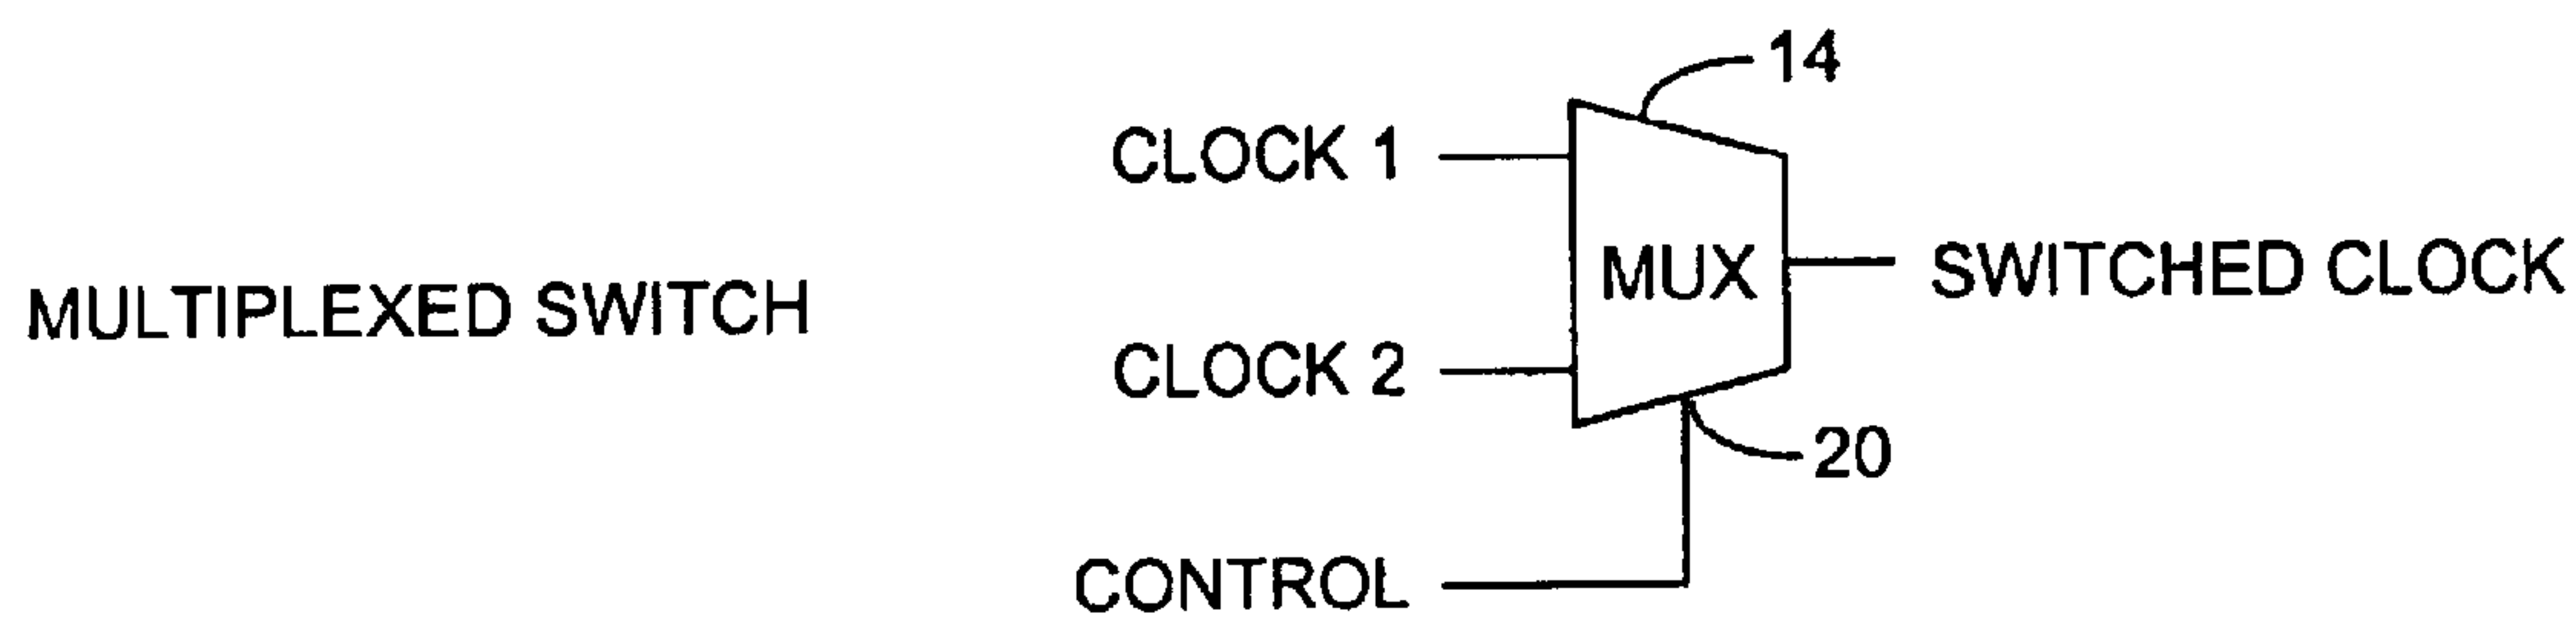 14
CLOCK 1
MUX
SWITCHED CLOCK
MULTIPLEXED SWITCH
CLOCK 2
20
CONTROL